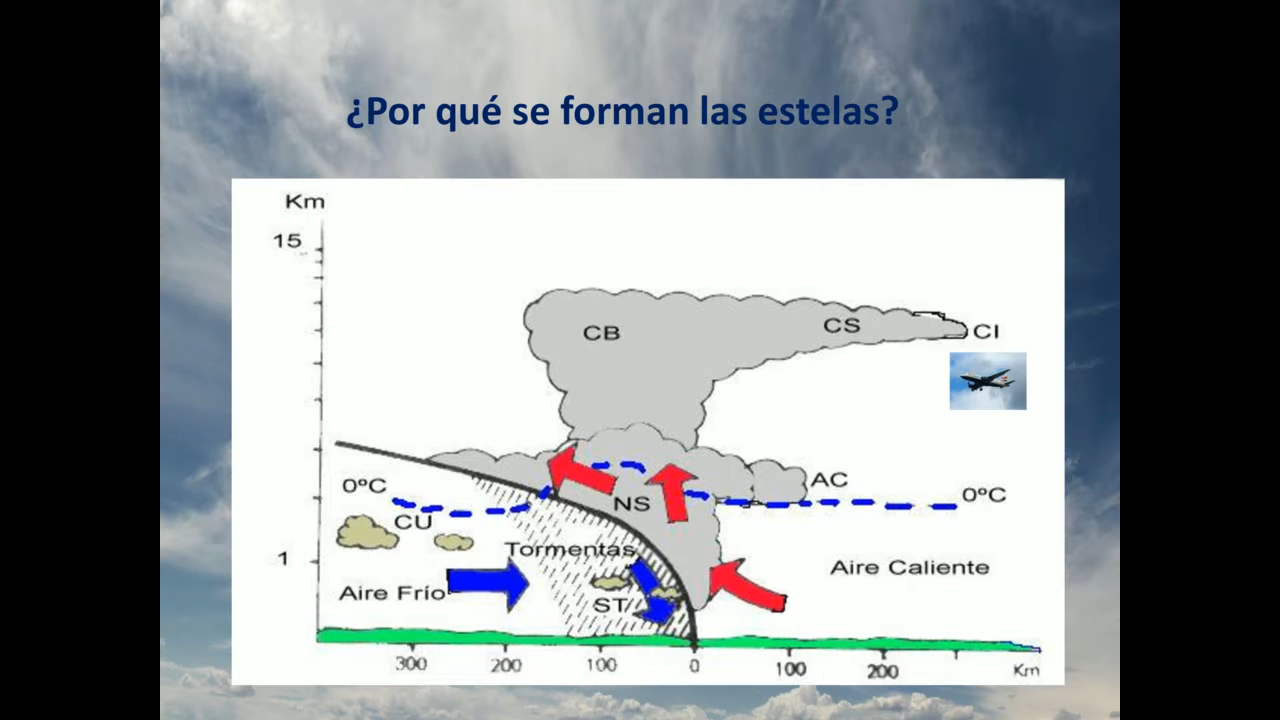 ¿Por qué se forman las estelas?
Km
15
CB
CS
CI
0ºC
AC
0ºC
NS
CU
Tormentas
1
Aire Caliente
Aire Frío
ST
300
200
100
0
100
200
Km